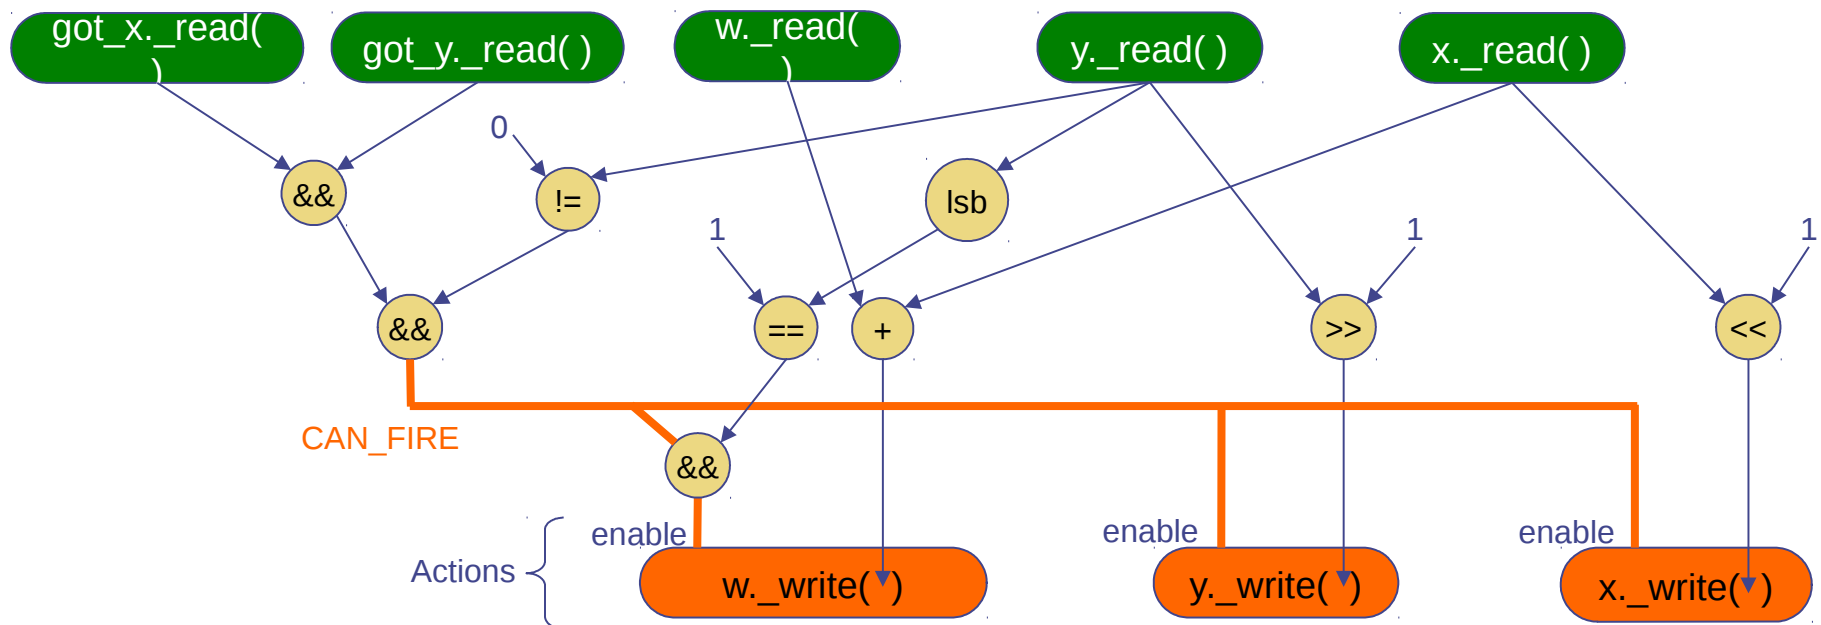 got_x._read(
)
got_y._read( )
w._read(
)
y._read( )
x._read( )
0
&&
!=
lsb
1
1
1
&&
==
+
>>
<<
CAN_FIRE
&&
enable
enable
enable
Actions
w._write( )
y._write( )
x._write( )